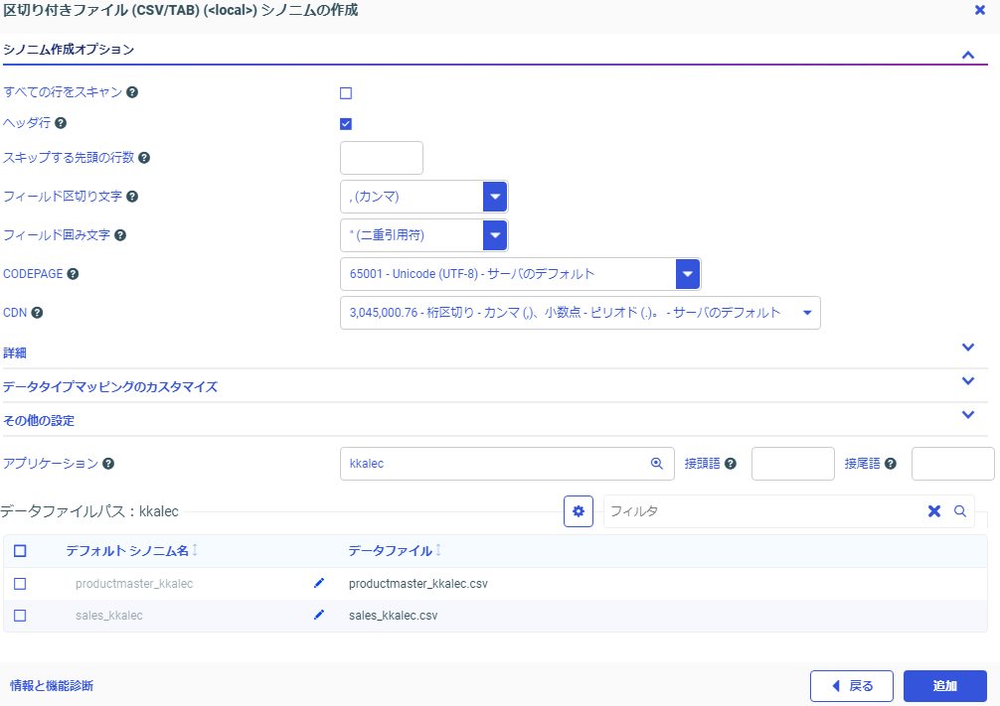 区切り付きファイル (CSV/TAB) (<local>) シノニムの作成
シノニム作成オプション
すべての行をスキャン
ヘッダ行
スキップする先頭の行数
フィールド区切り文字 , (カンマ)
フィールド囲み文字 " (二重引用符)
CODEPAGE 65001 - Unicode (UTF-8) - サーバのデフォルト
CDN 3,045,000.76 - 桁区切り - カンマ (,)、小数点 - ピリオド (.)。 - サーバのデフォルト
詳細
データタイプマッピングのカスタマイズ
その他の設定
アプリケーション kkalec 接頭語 接尾語
データファイルパス : kkalec フィルタ
デフォルト シノニム名 データファイル
productmaster_kkalec productmaster_kkalec.csv
sales_kkalec sales_kkalec.csv
情報と機能診断 戻る 追加